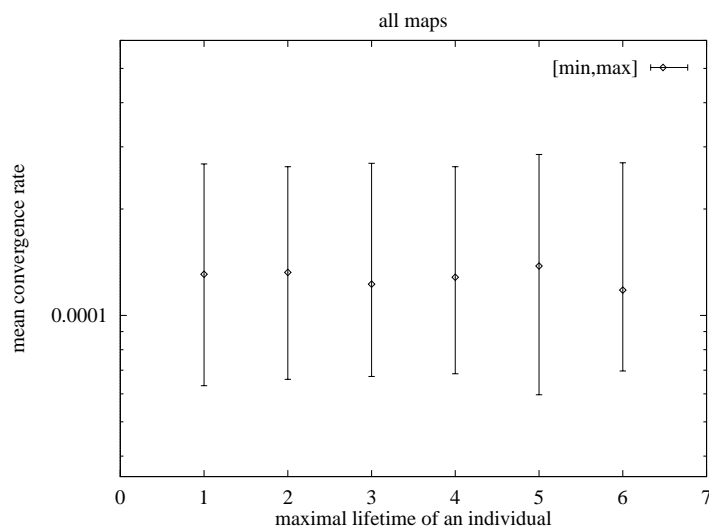 all maps
[min,max]
mean convergence rate
0.0001
0 1 2 3 4 5 6 7
maximal lifetime of an individual